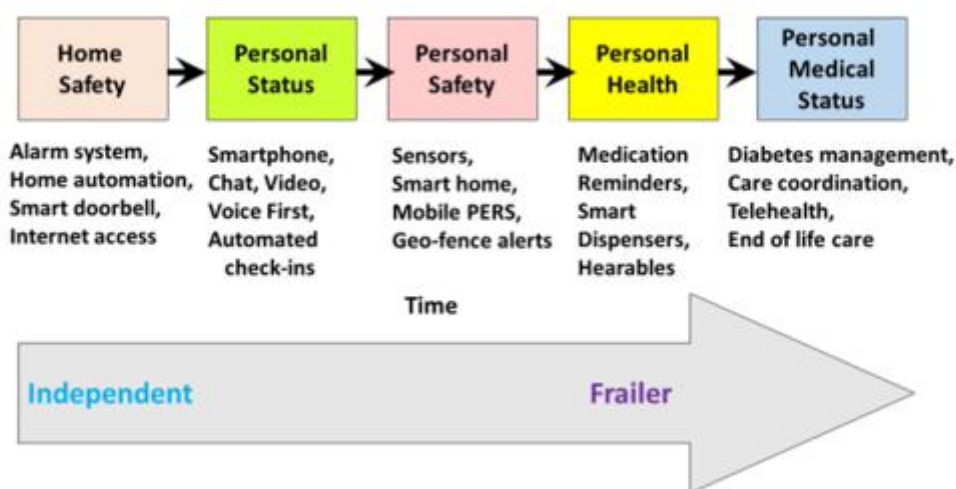 Home
Safety
Personal
Status
Personal
Safety
Personal
Health
Personal
Medical
Status
Alarm system,
Home automation,
Smart doorbell,
Internet access
Smartphone,
Chat, Video,
Voice First,
Automated
check-ins
Sensors,
Smart home,
Mobile PERS,
Geo-fence alerts
Medication
Reminders,
Smart
Dispensers,
Hearables
Diabetes management,
Care coordination,
Telehealth,
End of life care
Time
Independent
Frailer